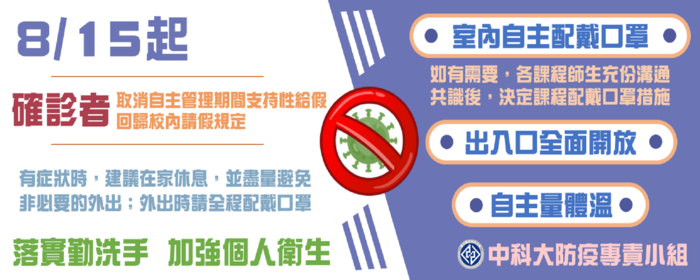 8/15起
確診者
取消自主管理期間支持性給假
回歸校內請假規定
有症狀時，建議在家休息，並盡量避免
非必要的外出；外出時請全程配戴口罩
落實勤洗手 加強個人衛生
室內自主配戴口罩
如有需要，各課程師生充份溝通
共識後，決定課程配戴口罩措施
出入口全面開放
自主量體溫
中科大防疫專責小組